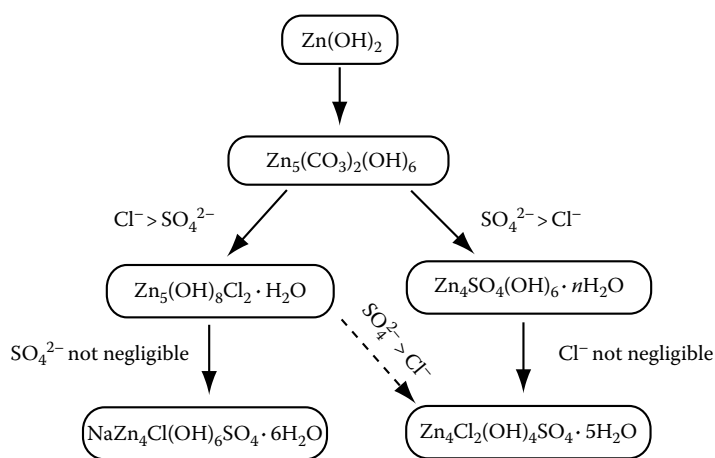 Zn(OH)₂
Zn₅(CO₃)₂(OH)₆
Cl⁻ > SO₄²⁻
SO₄²⁻ > Cl⁻
Zn₅(OH)₈Cl₂ · H₂O
Zn₄SO₄(OH)₆ · nH₂O
SO₄²⁻ > Cl⁻
SO₄²⁻ not negligible
Cl⁻ not negligible
NaZn₄Cl(OH)₆SO₄ · 6H₂O
Zn₄Cl₂(OH)₄SO₄ · 5H₂O